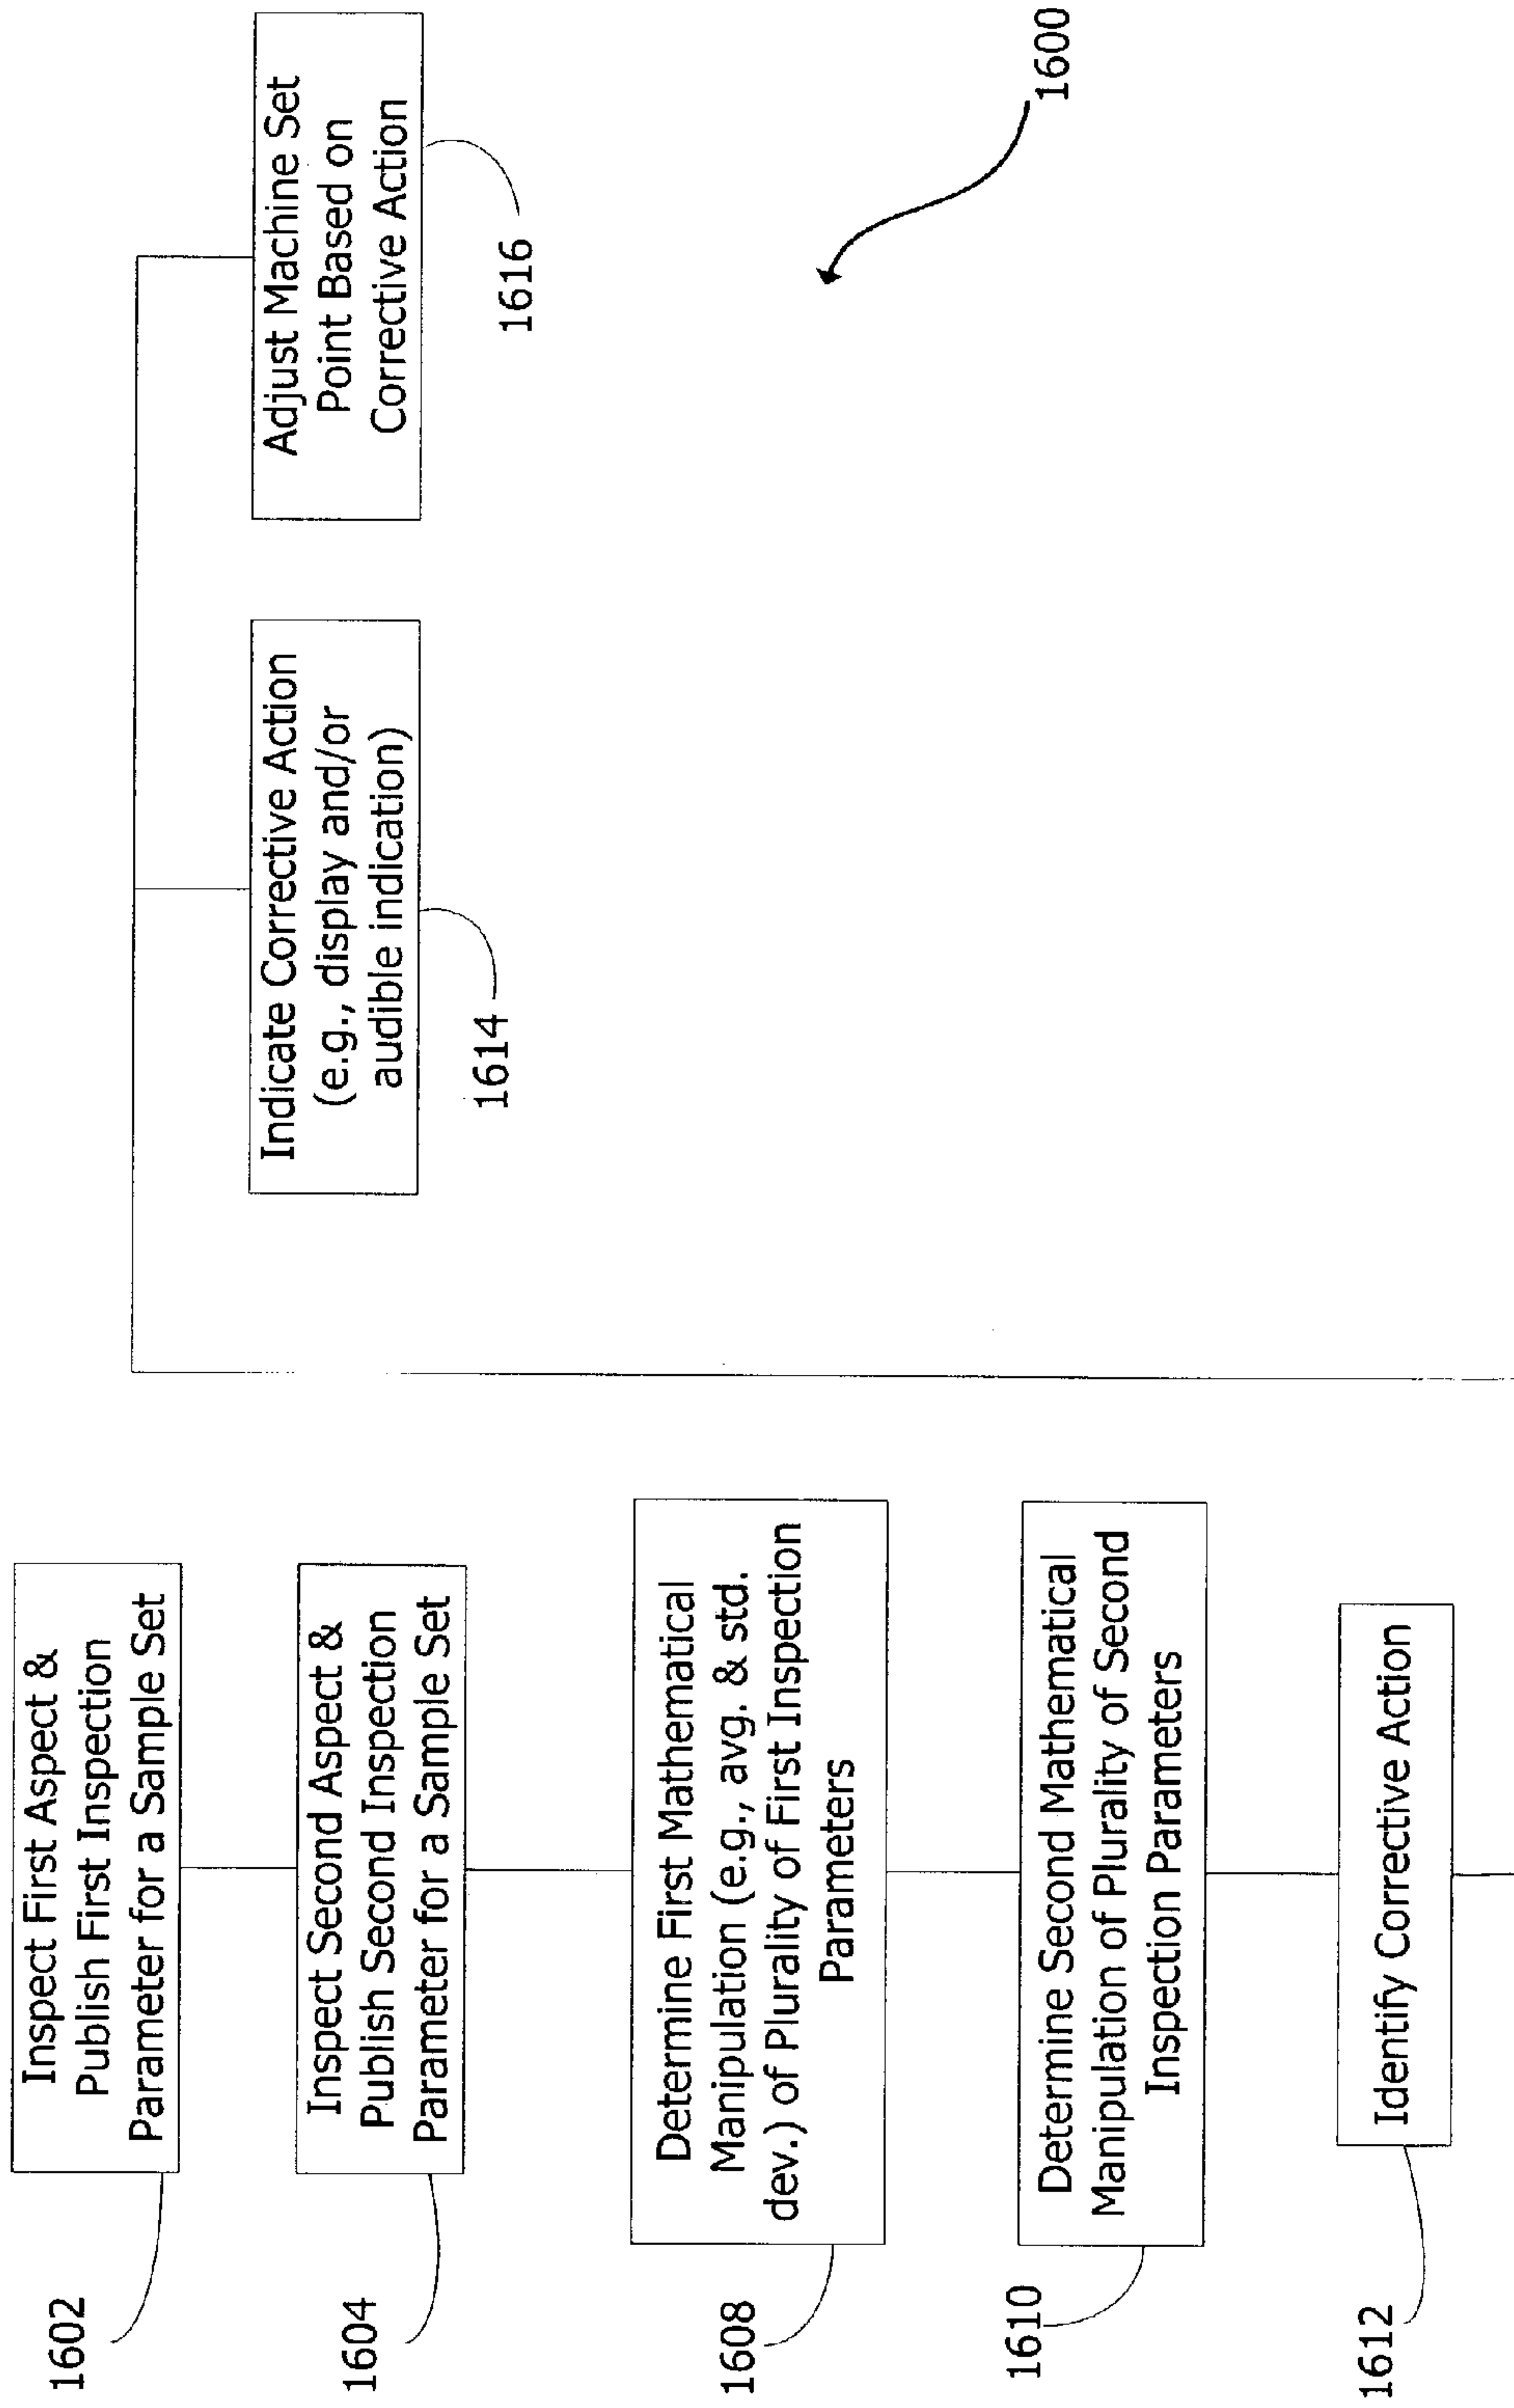 1602
Inspect First Aspect &
Publish First Inspection
Parameter for a Sample Set
1604
Inspect Second Aspect &
Publish Second Inspection
Parameter for a Sample Set
1608
Determine First Mathematical
Manipulation (e.g., avg. & std.
dev.) of Plurality of First Inspection
Parameters
1610
Determine Second Mathematical
Manipulation of Plurality of Second
Inspection Parameters
1612
Identify Corrective Action
Indicate Corrective Action
(e.g., display and/or
audible indication)
1614
Adjust Machine Set
Point Based on
Corrective Action
1616
1600